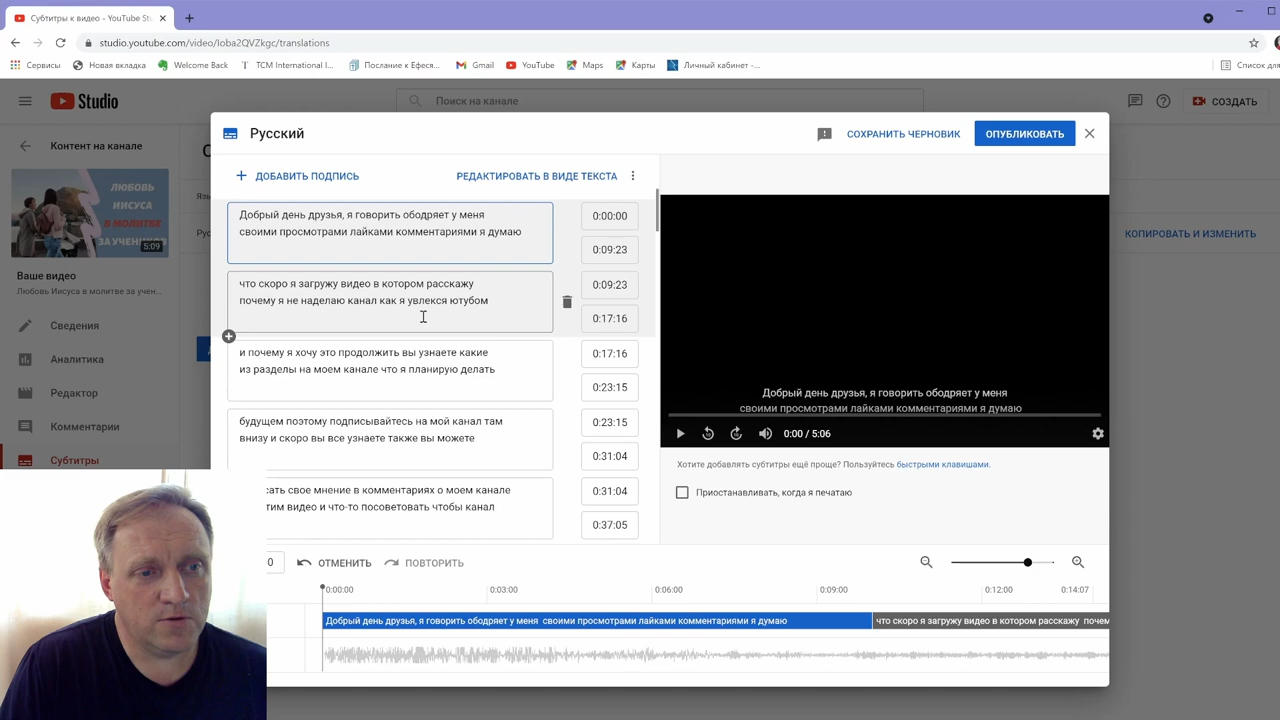 Субтитры к видео - YouTube Stu
studio.youtube.com/video/Ioba2QVZkgc/translations
Сервисы
Новая вкладка
Welcome Back
TCM International I...
Послание к Ефеся...
Gmail
YouTube
Maps
Карты
Личный кабинет -...
Список для
Studio
Поиск на канале
СОЗДАТЬ
Контент на канале
ЛЮБОВЬ
ИИСУСА
В МОЛИТВЕ
ЗА УЧЕНИКОВ
5:09
Ваше видео
Любовь Иисуса в молитве за учен...
Сведения
Аналитика
Редактор
Комментарии
Субтитры
КОПИРОВАТЬ И ИЗМЕНИТЬ
Русский
СОХРАНИТЬ ЧЕРНОВИК
ОПУБЛИКОВАТЬ
ДОБАВИТЬ ПОДПИСЬ
РЕДАКТИРОВАТЬ В ВИДЕ ТЕКСТА
Добрый день друзья, я говорить ободряет у меня
своими просмотрами лайками комментариями я думаю
0:00:00
0:09:23
что скоро я загружу видео в котором расскажу
почему я не наделаю канал как я увлекся ютубом
0:09:23
0:17:16
и почему я хочу это продолжить вы узнаете какие
из разделы на моем канале что я планирую делать
0:17:16
0:23:15
будущем поэтому подписывайтесь на мой канал там
внизу и скоро вы все узнаете также вы можете
0:23:15
0:31:04
сать свое мнение в комментариях о моем канале
тим видео и что-то посоветовать чтобы канал
0:31:04
0:37:05
Добрый день друзья, я говорить ободряет у меня
своими просмотрами лайками комментариями я думаю
0:00 / 5:06
Хотите добавлять субтитры ещё проще? Пользуйтесь быстрыми клавишами.
Приостанавливать, когда я печатаю
0
ОТМЕНИТЬ
ПОВТОРИТЬ
0:00:00
0:03:00
0:06:00
0:09:00
0:12:00
0:14:07
Добрый день друзья, я говорить ободряет у меня своими просмотрами лайками комментариями я думаю
что скоро я загружу видео в котором расскажу почем